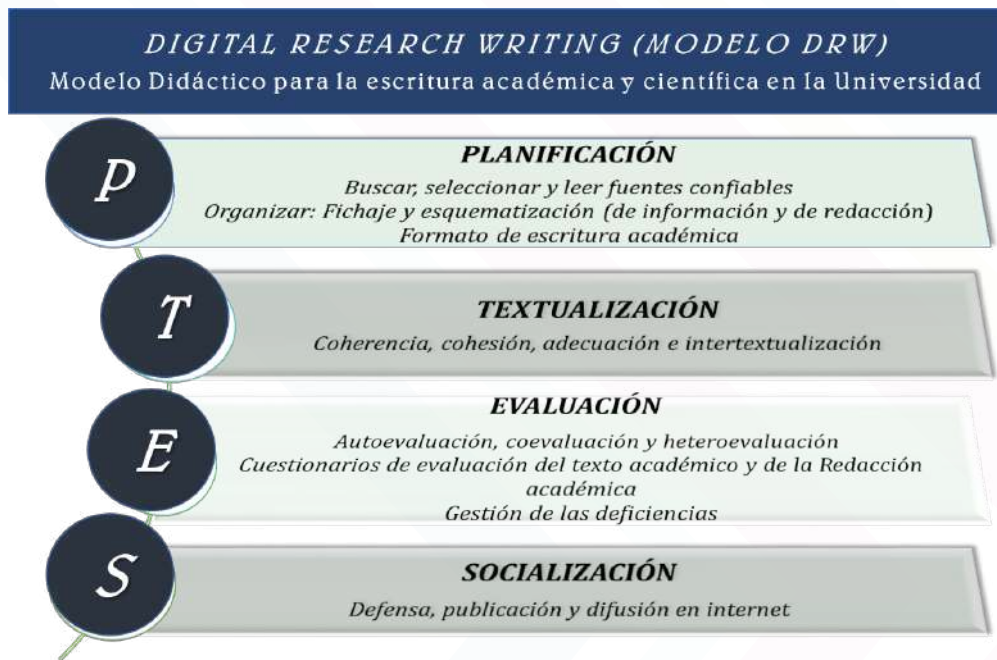 DIGITAL RESEARCH WRITING (MODELO DRW)
Modelo Didáctico para la escritura académica y científica en la Universidad
P
PLANIFICACIÓN
Buscar, seleccionar y leer fuentes confiables
Organizar: Fichaje y esquematización (de información y de redacción)
Formato de escritura académica
T
TEXTUALIZACIÓN
Coherencia, cohesión, adecuación e intertextualización
E
EVALUACIÓN
Autoevaluación, coevaluación y heteroevaluación
Cuestionarios de evaluación del texto académico y de la Redacción
académica
Gestión de las deficiencias
S
SOCIALIZACIÓN
Defensa, publicación y difusión en internet